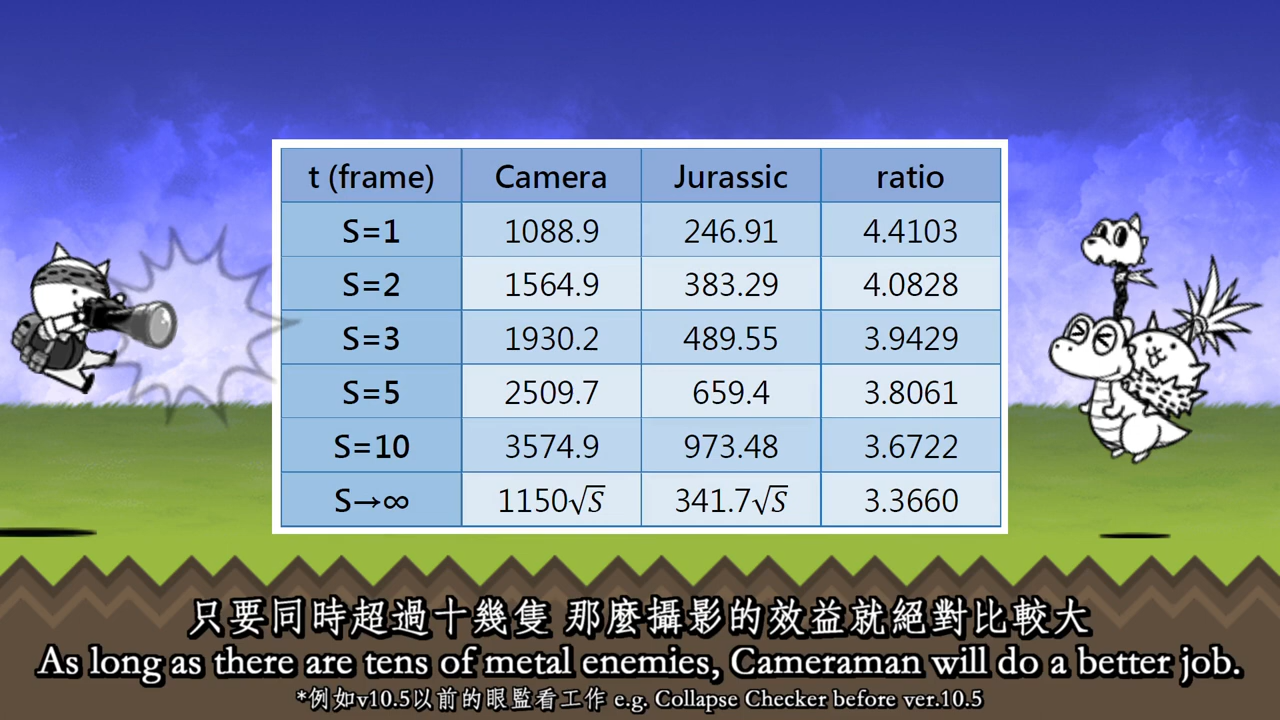 t (frame) Camera Jurassic ratio
S=1 1088.9 246.91 4.4103
S=2 1564.9 383.29 4.0828
S=3 1930.2 489.55 3.9429
S=5 2509.7 659.4 3.8061
S=10 3574.9 973.48 3.6722
S→∞ 1150√S 341.7√S 3.3660
只要同時超過十幾隻 那麼攝影的效益就絕對比較大
As long as there are tens of metal enemies, Cameraman will do a better job.
*例如v10.5以前的眼監看工作 e.g. Collapse Checker before ver.10.5